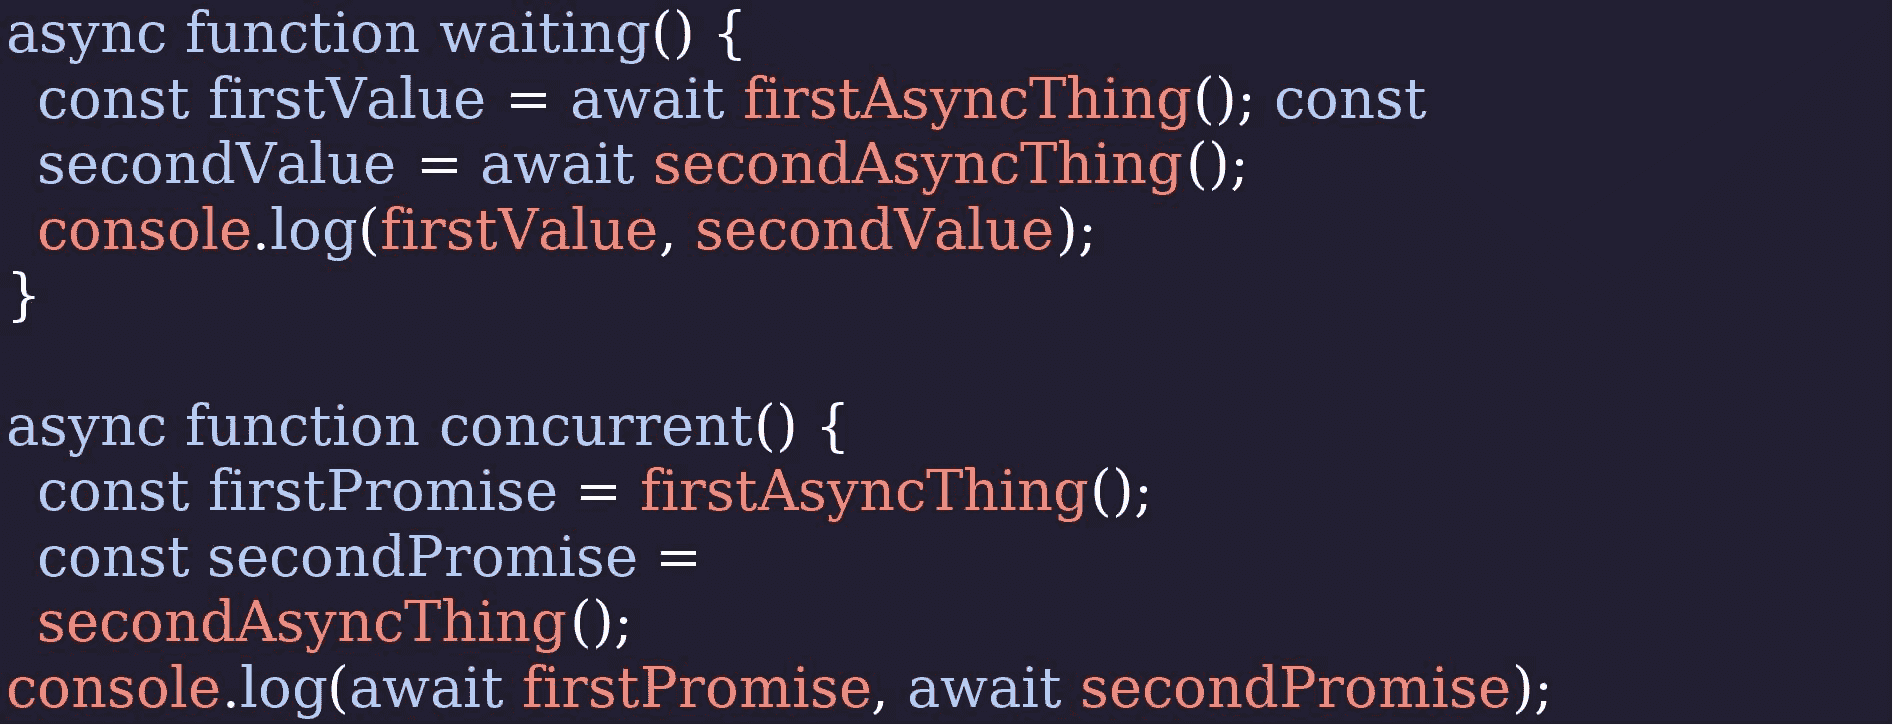 async function waiting() {
const firstValue = await firstAsyncThing(); const
secondValue = await secondAsyncThing();
console.log(firstValue, secondValue);
}
async function concurrent() {
const firstPromise = firstAsyncThing();
const secondPromise =
secondAsyncThing();
console.log(await firstPromise, await secondPromise);